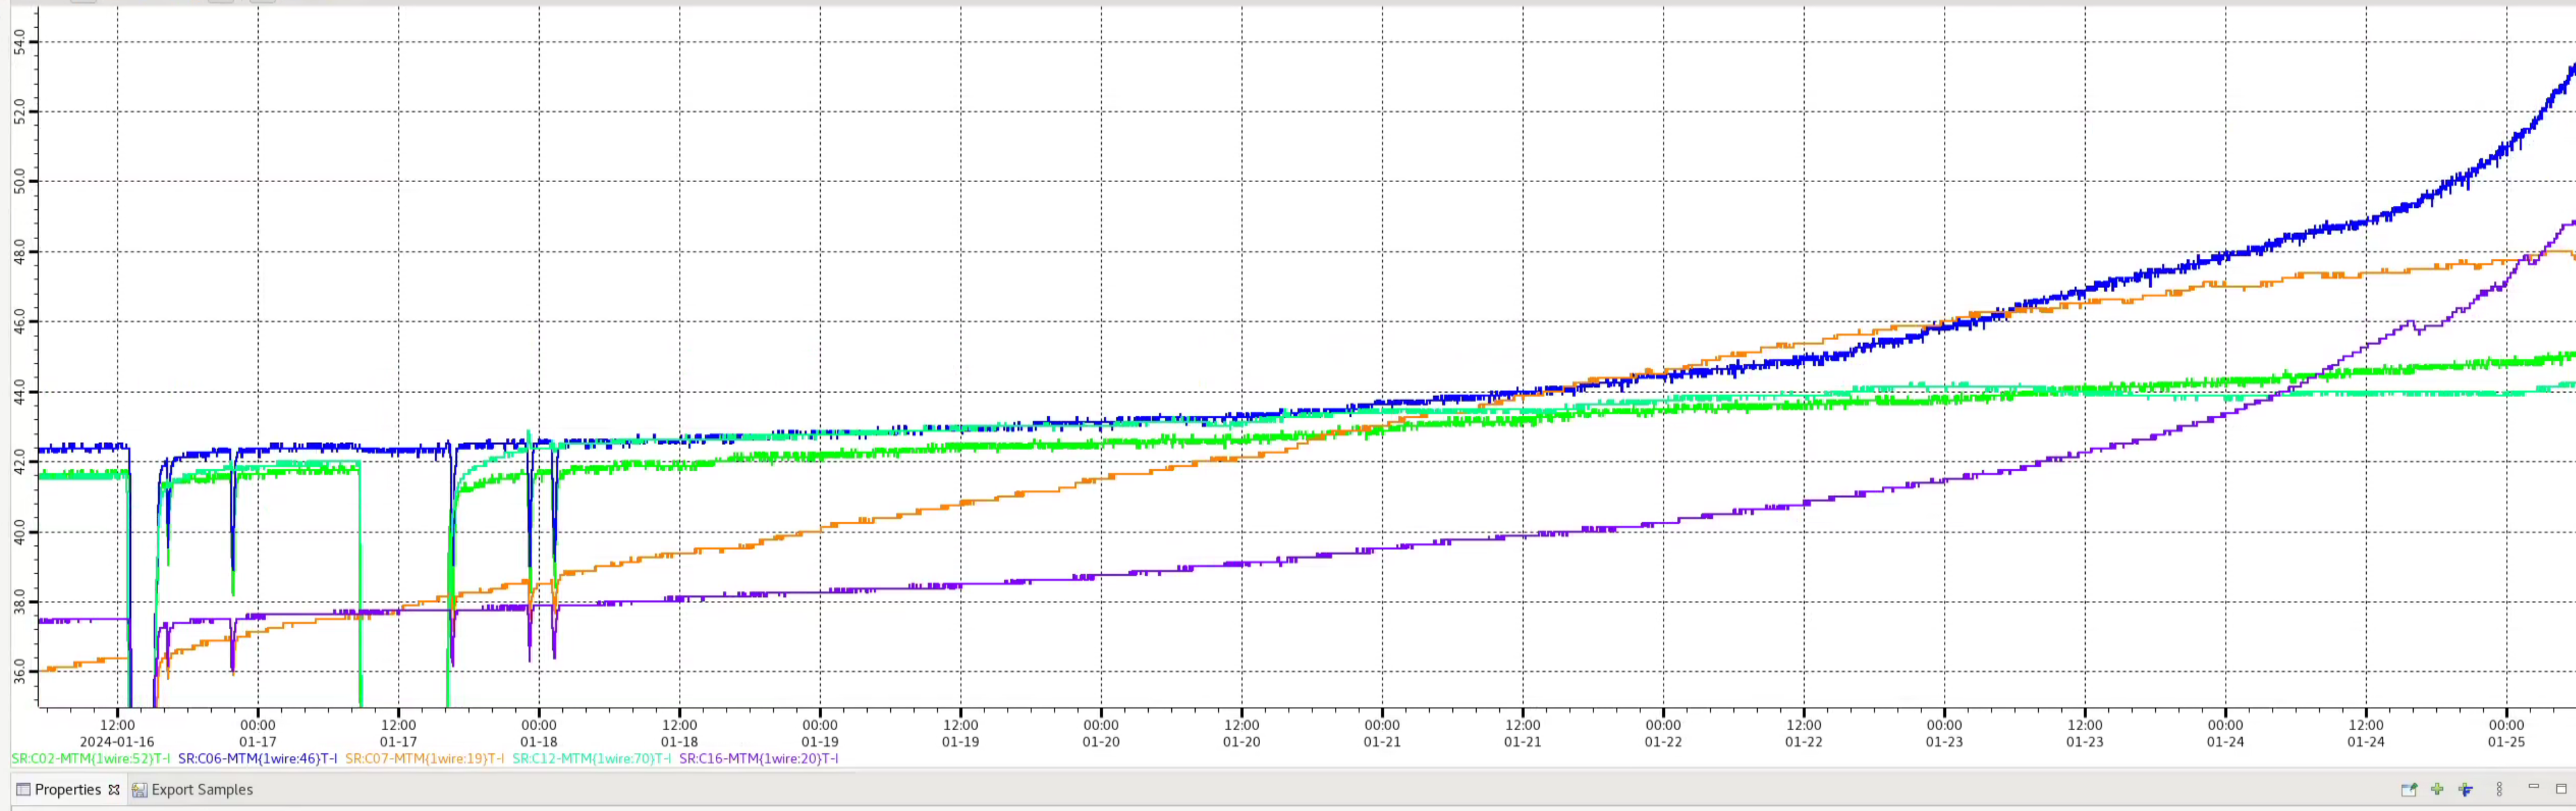 54.0
52.0
50.0
48.0
46.0
44.0
42.0
40.0
38.0
36.0
12:00 00:00 12:00 00:00 12:00 00:00 12:00 00:00 12:00 00:00 12:00 00:00 12:00 00:00 12:00 00:00 12:00 00:00
2024-01-16 01-17 01-17 01-18 01-18 01-19 01-19 01-20 01-20 01-21 01-21 01-22 01-22 01-23 01-23 01-24 01-24 01-25
SR:C02-MTM{1wire:52}T-I SR:C06-MTM{1wire:46}T-I SR:C07-MTM{1wire:19}T-I SR:C12-MTM{1wire:70}T-I SR:C16-MTM{1wire:20}T-I
Properties Export Samples